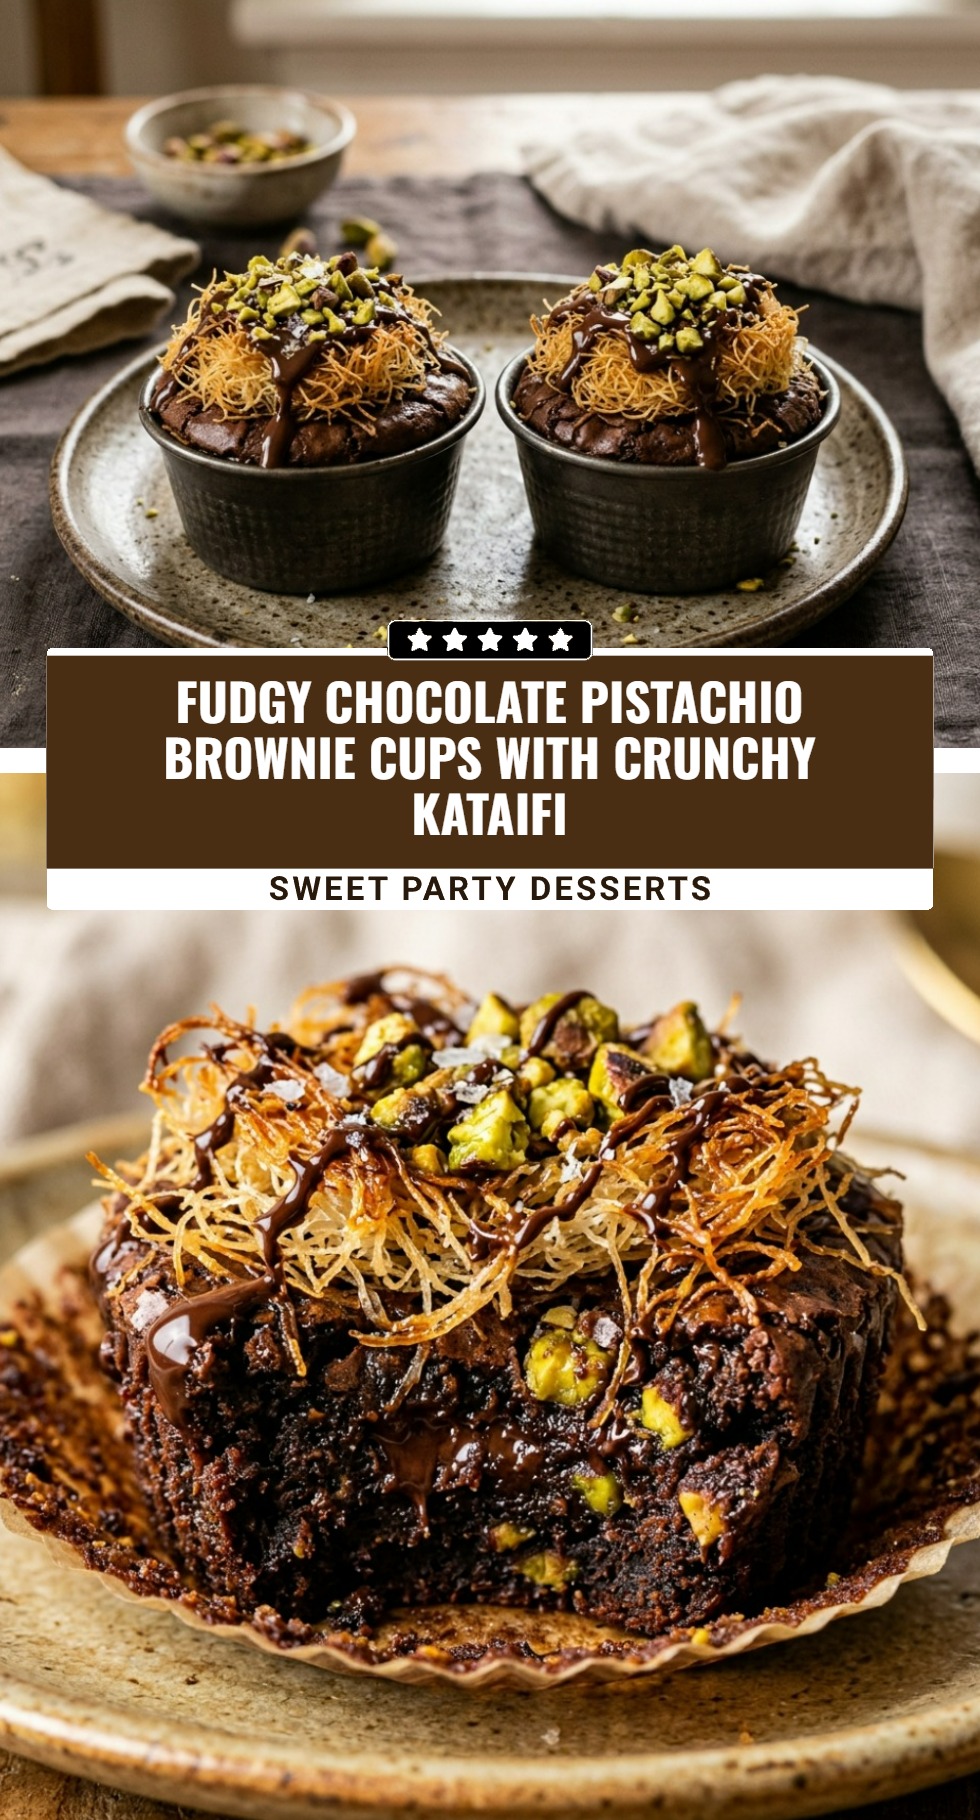 FUDGY CHOCOLATE PISTACHIO
BROWNIE CUPS WITH CRUNCHY
KATAIFI
SWEET PARTY DESSERTS